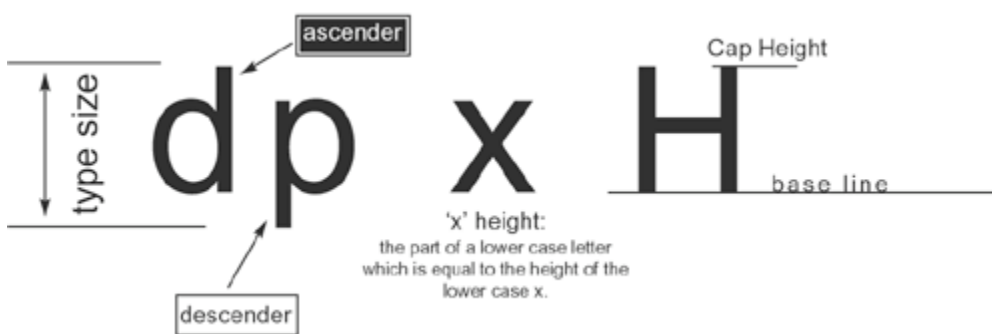 ascender
Cap Height
type size
d p x H
base line
‘x’ height:
the part of a lower case letter
which is equal to the height of the
lower case x.
descender